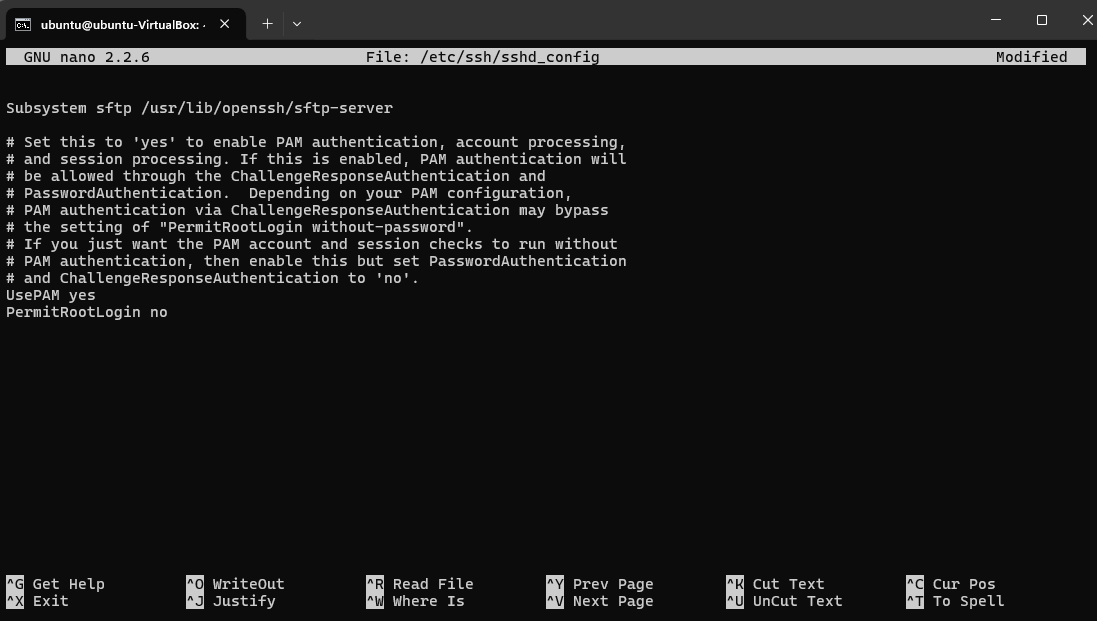 ubuntu@ubuntu-VirtualBox:
GNU nano 2.2.6 File: /etc/ssh/sshd_config Modified
Subsystem sftp /usr/lib/openssh/sftp-server
# Set this to 'yes' to enable PAM authentication, account processing,
# and session processing. If this is enabled, PAM authentication will
# be allowed through the ChallengeResponseAuthentication and
# PasswordAuthentication.  Depending on your PAM configuration,
# PAM authentication via ChallengeResponseAuthentication may bypass
# the setting of "PermitRootLogin without-password".
# If you just want the PAM account and session checks to run without
# PAM authentication, then enable this but set PasswordAuthentication
# and ChallengeResponseAuthentication to 'no'.
UsePAM yes
PermitRootLogin no
^G Get Help ^O WriteOut ^R Read File ^Y Prev Page ^K Cut Text ^C Cur Pos
^X Exit ^J Justify ^W Where Is ^V Next Page ^U UnCut Text ^T To Spell